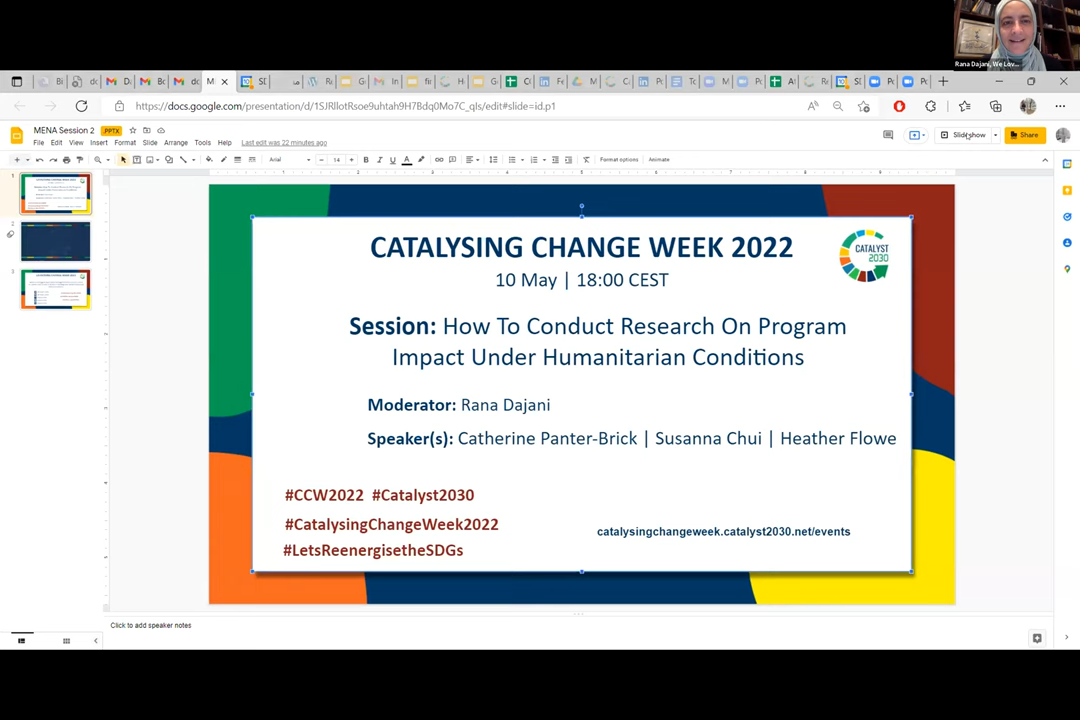 Rana Dajani, We Lov...
https://docs.google.com/presentation/d/1SJRllotRsoe9uhtah9H7Bdq0Mo7C_qls/edit#slide=id.p1
MENA Session 2 .PPTX
File Edit View Insert Format Slide Arrange Tools Help Last edit was 22 minutes ago
Slideshow
Share
Arial 14 B I U A Format options Animate
CATALYSING CHANGE WEEK 2022
10 May | 18:00 CEST
CATALYST
2030
Session: How To Conduct Research On Program
Impact Under Humanitarian Conditions
Moderator: Rana Dajani
Speaker(s): Catherine Panter-Brick | Susanna Chui | Heather Flowe
#CCW2022 #Catalyst2030
#CatalysingChangeWeek2022
#LetsReenergisetheSDGs
catalysingchangeweek.catalyst2030.net/events
Click to add speaker notes